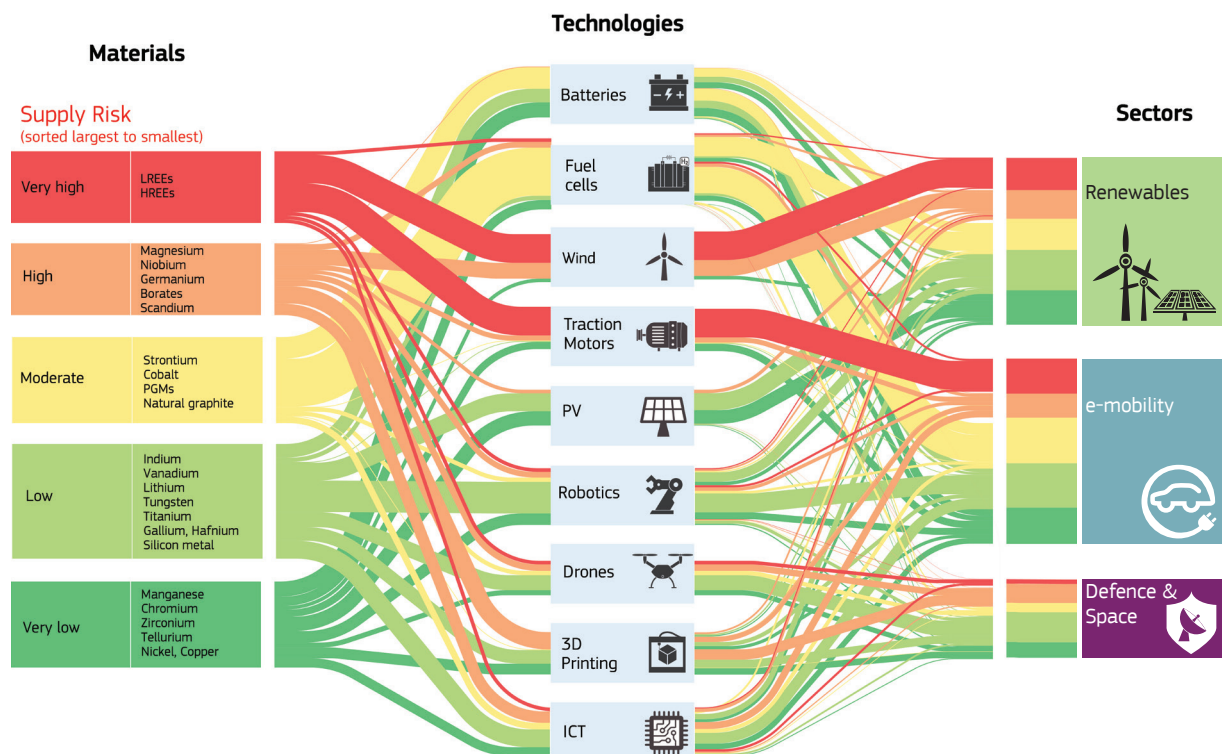 Materials
Technologies
Sectors
Supply Risk
(sorted largest to smallest)
Very high
LREEs
HREEs
High
Magnesium
Niobium
Germanium
Borates
Scandium
Moderate
Strontium
Cobalt
PGMs
Natural graphite
Low
Indium
Vanadium
Lithium
Tungsten
Titanium
Gallium, Hafnium
Silicon metal
Very low
Manganese
Chromium
Zirconium
Tellurium
Nickel, Copper
Batteries
Fuel
cells
H₂
Wind
Traction
Motors
PV
Robotics
Drones
3D
Printing
ICT
Renewables
e-mobility
Defence &
Space